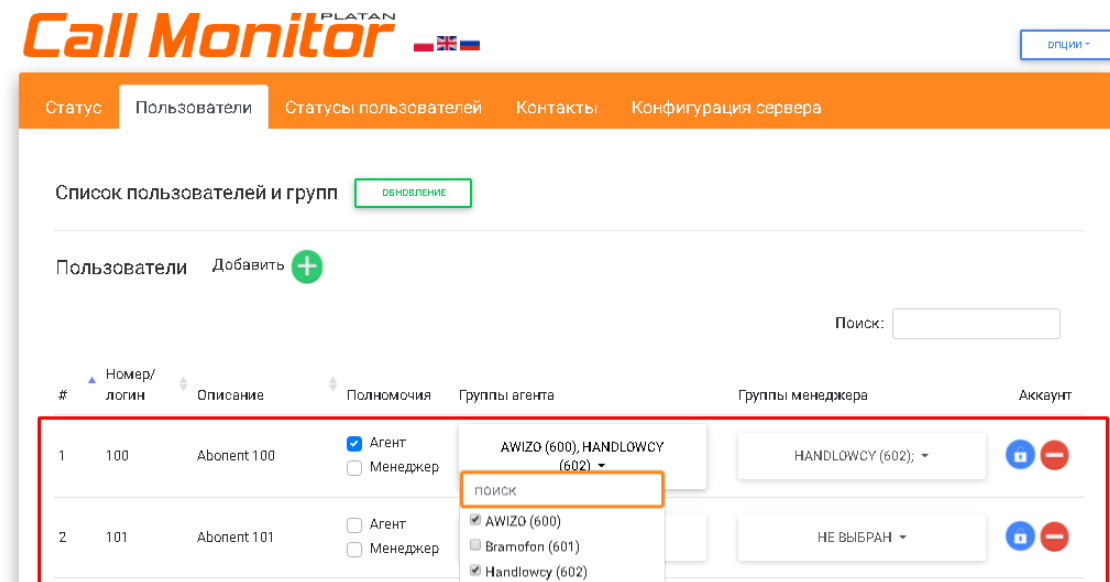 PLATAN
Call Monitor
опции
Статус Пользователи Статусы пользователей Контакты Конфигурация сервера
Список пользователей и групп ОБНОВЛЕНИЕ
Пользователи Добавить
Поиск:
# Номер/логин Описание Полномочия Группы агента Группы менеджера Аккаунт
1 100 Абonent 100 Агент Менеджер AWIZO (600), HANDLOWCY (602) HANDLOWCY (602);
поиск
AWIZO (600)
Bramofon (601)
Handlowcy (602)
2 101 Abonent 101 Агент Менеджер НЕ ВЫБРАН